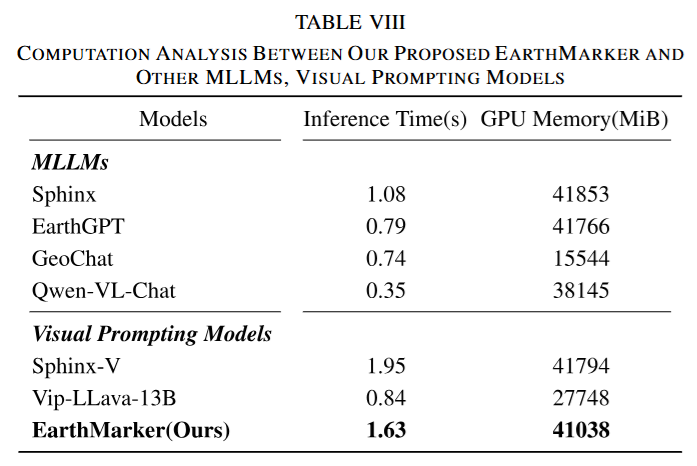 TABLE VIII
COMPUTATION ANALYSIS BETWEEN OUR PROPOSED EARTHMARKER AND
OTHER MLLMS, VISUAL PROMPTING MODELS
Models Inference Time(s) GPU Memory(MiB)
MLLMs
Sphinx 1.08 41853
EarthGPT 0.79 41766
GeoChat 0.74 15544
Qwen-VL-Chat 0.35 38145
Visual Prompting Models
Sphinx-V 1.95 41794
Vip-LLava-13B 0.84 27748
EarthMarker(Ours) 1.63 41038